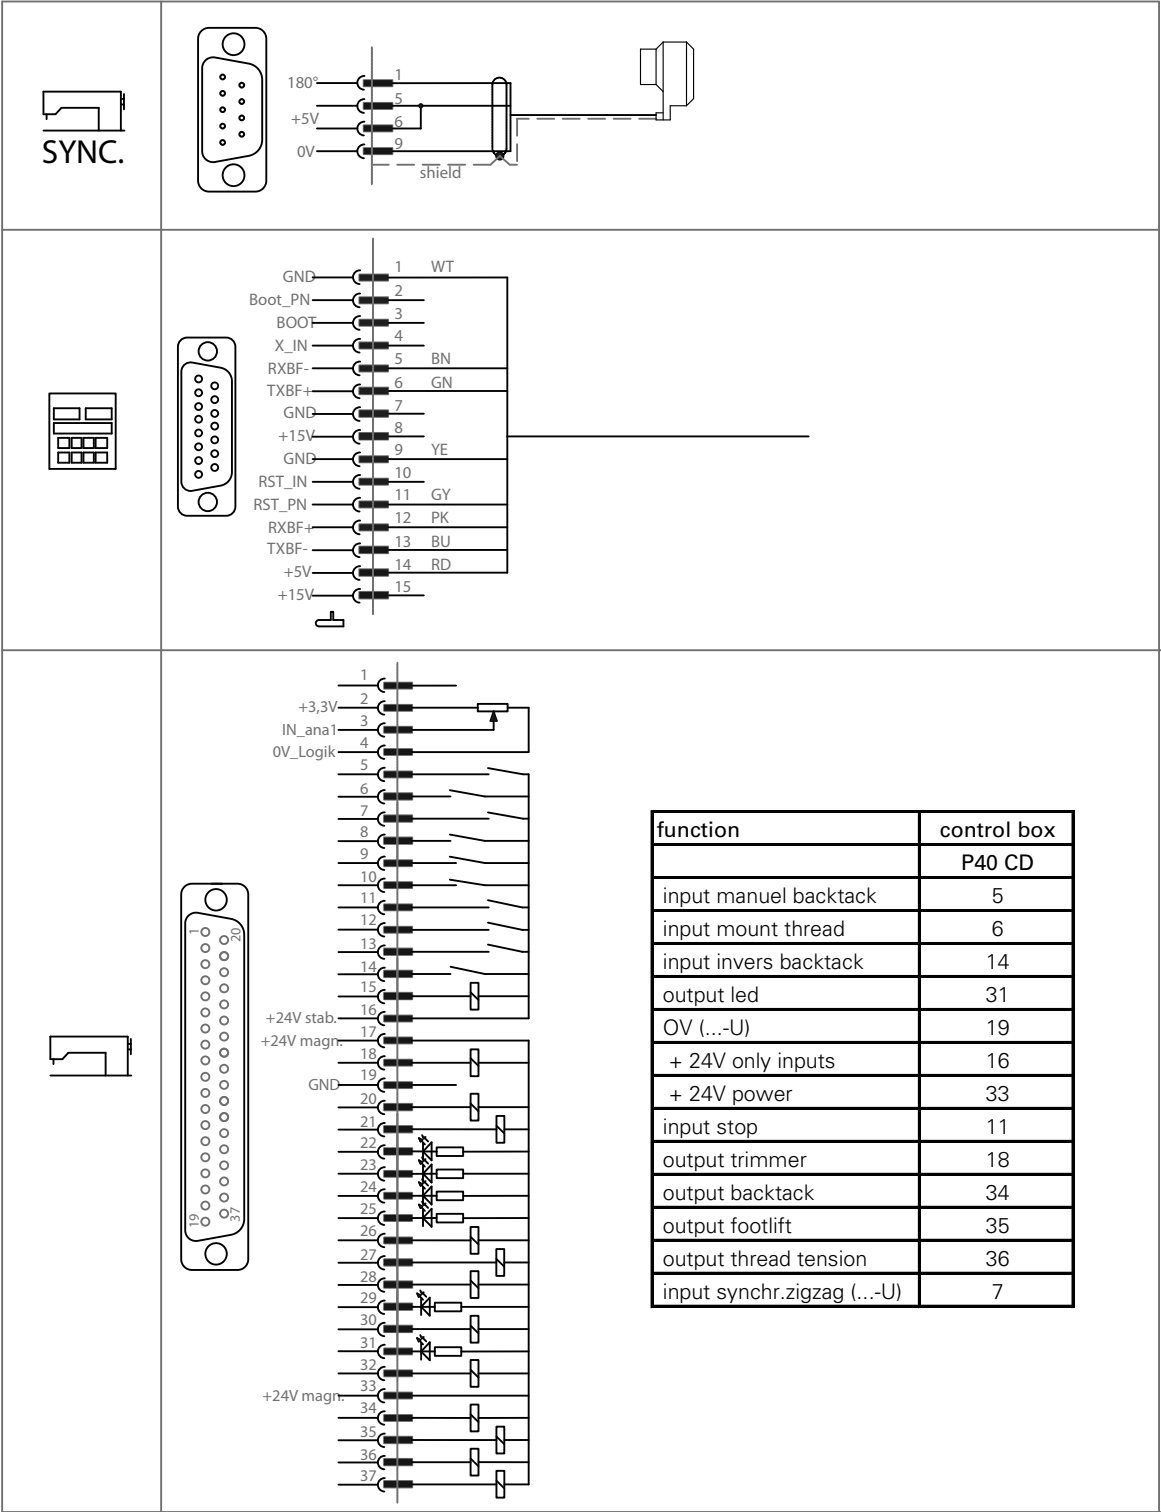 SYNC.
180° 1
5
+5V 6
0V 9
shield
GND 1 WT
Boot_PN 2
BOOT 3
X_IN 4
RXBF- 5 BN
TXBF+ 6 GN
GND 7
+15V 8
GND 9 YE
RST_IN 10
RST_PN 11 GY
RXBF+ 12 PK
TXBF- 13 BU
+5V 14 RD
+15V 15
1 20
19 37
1
+3,3V 2
IN_ana1 3
0V_Logik 4
5
6
7
8
9
10
11
12
13
14
15
+24V stab. 16
+24V magn. 17
18
GND 19
20
21
22
23
24
25
26
27
28
29
30
31
32
+24V magn. 33
34
35
36
37
function control box
P40 CD
input manuel backtack 5
input mount thread 6
input invers backtack 14
output led 31
OV (...-U) 19
+ 24V only inputs 16
+ 24V power 33
input stop 11
output trimmer 18
output backtack 34
output footlift 35
output thread tension 36
input synchr.zigzag (...-U) 7